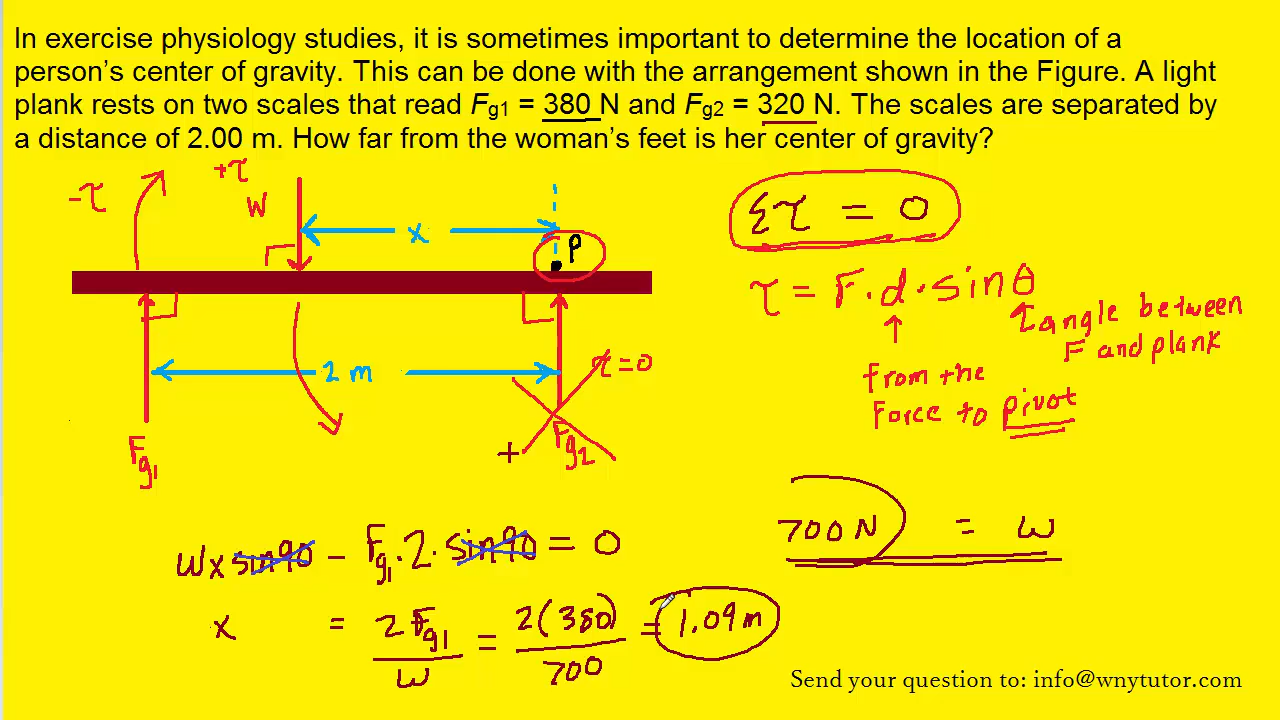 In exercise physiology studies, it is sometimes important to determine the location of a
person's center of gravity. This can be done with the arrangement shown in the Figure. A light
plank rests on two scales that read Fg1 = 380 N and Fg2 = 320 N. The scales are separated by
a distance of 2.00 m. How far from the woman's feet is her center of gravity?
-τ
+τ
W
x
P
Στ = 0
τ = F · d · sinθ
angle between
F and plank
from the
Force to pivot
2 m
τ=0
Fg1
+
Fg2
700 N = W
Wx sin90 - Fg1 · 2 · sin90 = 0
x = 2Fg1/W = 2(380)/700 = 1.09 m
Send your question to: info@wnytutor.com